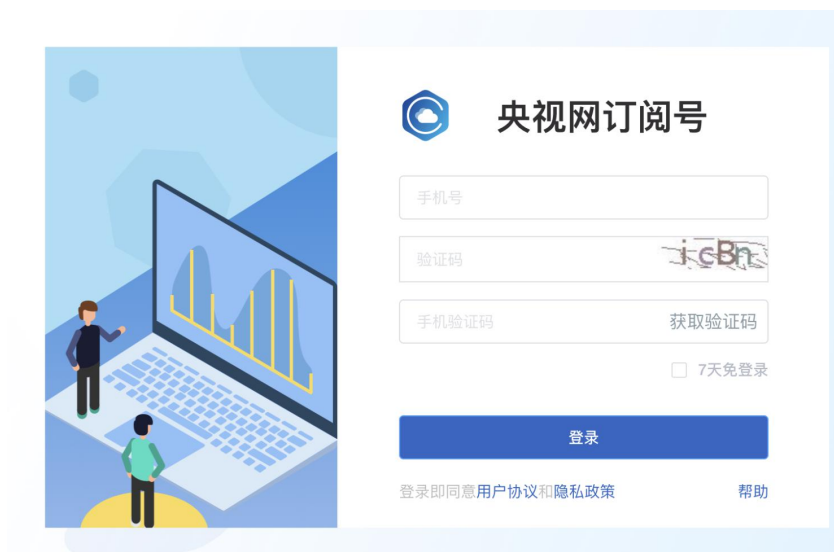 央视网订阅号
手机号
验证码
手机验证码 获取验证码
7天免登录
登录
登录即同意用户协议和隐私政策 帮助